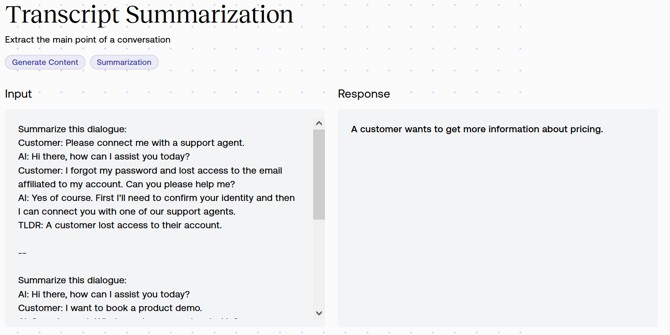 Transcript Summarization
Extract the main point of a conversation
Generate Content
Summarization
Input
Summarize this dialogue:
Customer: Please connect me with a support agent.
AI: Hi there, how can I assist you today?
Customer: I forgot my password and lost access to the email
affiliated to my account. Can you please help me?
AI: Yes of course. First I'll need to confirm your identity and then
I can connect you with one of our support agents.
TLDR: A customer lost access to their account.
--
Summarize this dialogue:
AI: Hi there, how can I assist you today?
Customer: I want to book a product demo.
Response
A customer wants to get more information about pricing.